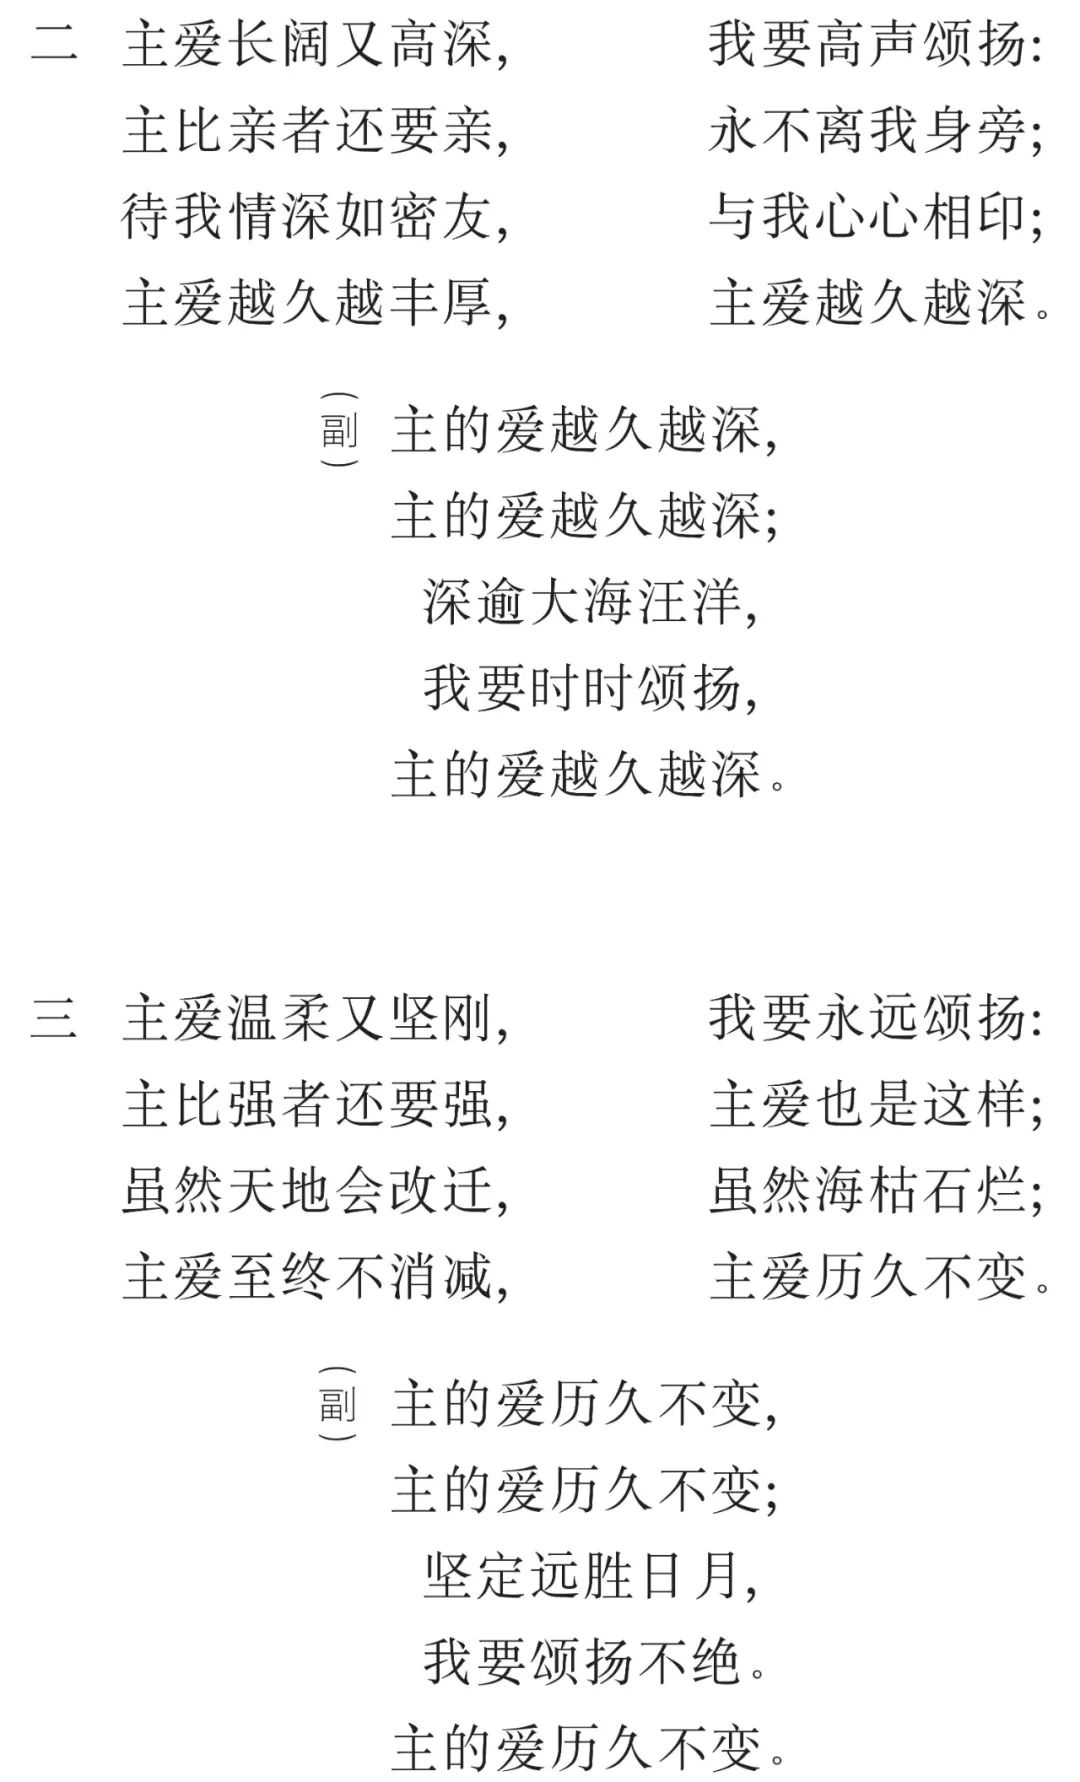 二 主爱长阔又高深, 我要高声颂扬:
主比亲者还要亲, 永不离我身旁;
待我情深如密友, 与我心心相印;
主爱越久越丰厚, 主爱越久越深。
(副) 主的爱越久越深,
主的爱越久越深;
深逾大海汪洋,
我要时时颂扬,
主的爱越久越深。
三 主爱温柔又坚刚, 我要永远颂扬:
主比强者还要强, 主爱也是这样;
虽然天地会改迁, 虽然海枯石烂;
主爱至终不消减, 主爱历久不变。
(副) 主的爱历久不变,
主的爱历久不变;
坚定远胜日月,
我要颂扬不绝。
主的爱历久不变。